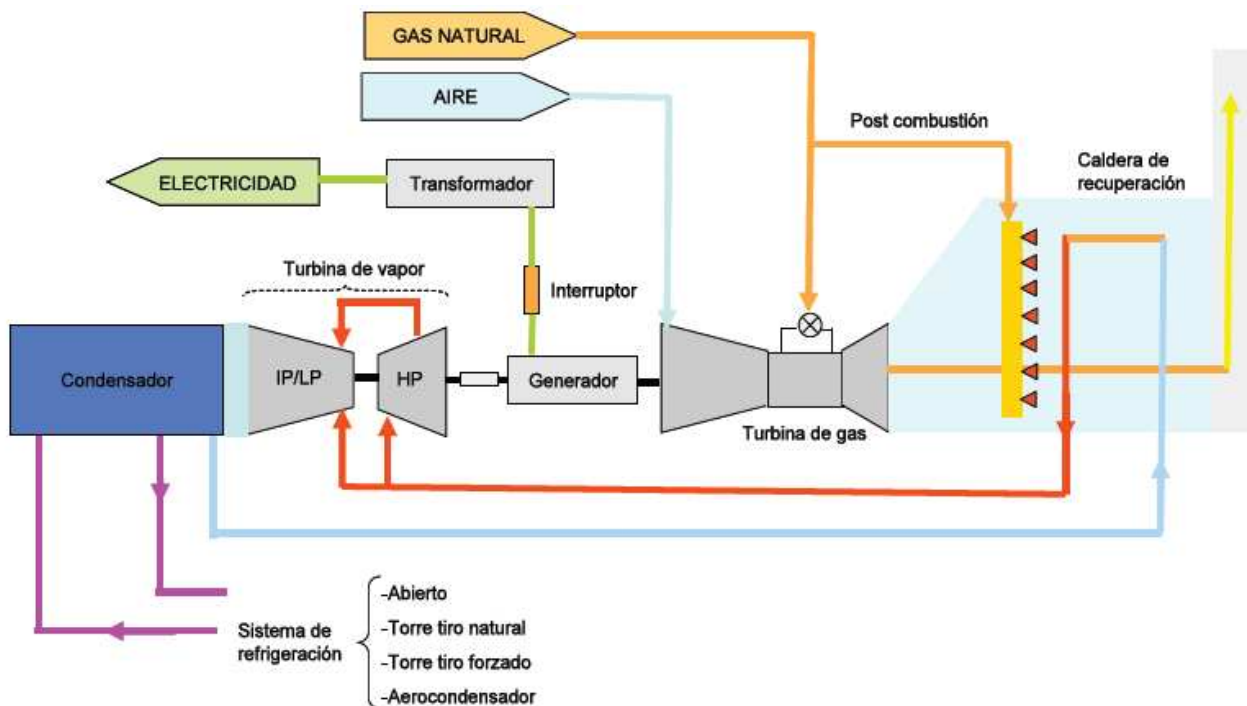 GAS NATURAL
AIRE
Post combustión
Caldera de
recuperación
ELECTRICIDAD
Transformador
Turbina de vapor
Interruptor
Condensador
IP/LP
HP
Generador
Turbina de gas
Sistema de
refrigeración
-Abierto
-Torre tiro natural
-Torre tiro forzado
-Aerocondensador